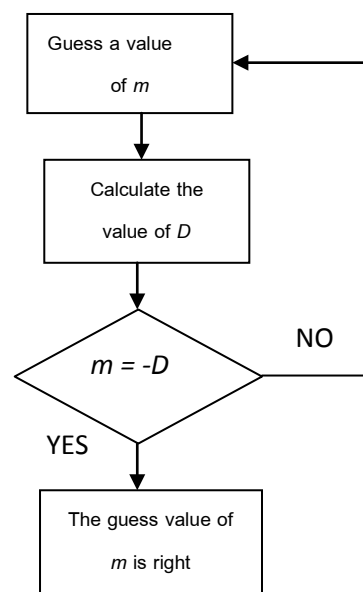 Guess a value
of m
Calculate the
value of D
m = -D
NO
YES
The guess value of
m is right